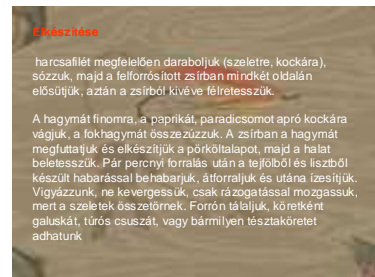 Elkészítése
harcsafilét megfelelően daraboljuk (szeletre, kockára),
sózzuk, majd a felforrósított zsírban mindkét oldalán
elősütjük, aztán a zsírból kivéve félretesszük.
A hagymát finomra, a paprikát, paradicsomot apró kockára
vágjuk, a fokhagymát összezúzzuk. A zsírban a hagymát
megfuttatjuk és elkészítjük a pörköltalapot, majd a halat
beletesszük. Pár percnyi forralás után a tejfölből és lisztből
készült habarással behabarjuk, átforraljuk és utána ízesítjük.
Vigyázzunk, ne kevergessük, csak rázogatással mozgassuk,
mert a szeletek összetörnek. Forrón tálaljuk, köretként
galuskát, túrós csuszát, vagy bármilyen tésztaköretet
adhatunk